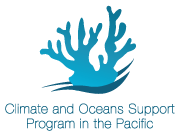 Climate and Oceans Support
Program in the Pacific